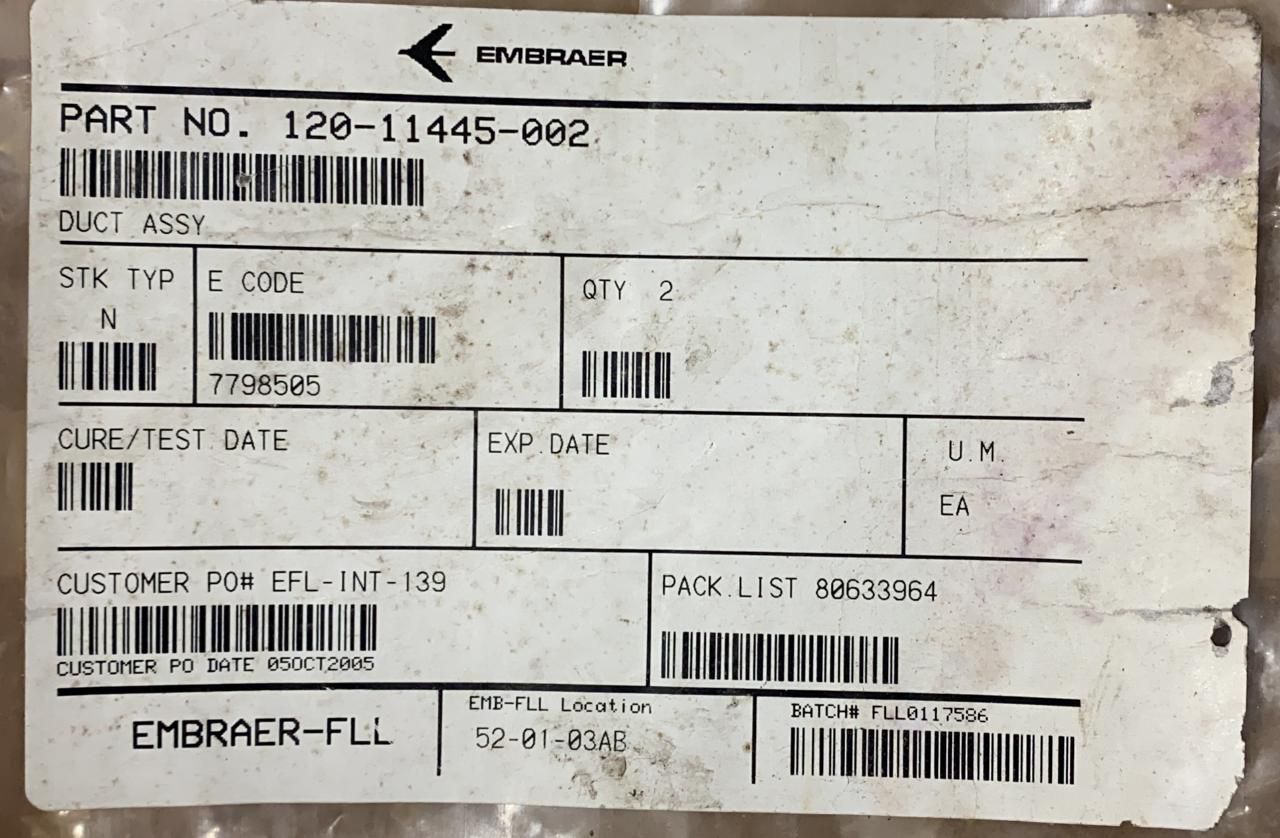 EMBRAER
PART NO. 120-11445-002
DUCT ASSY
STK TYP
N
E CODE
7798505
QTY 2
CURE/TEST DATE
EXP.DATE
U.M.
EA
CUSTOMER PO# EFL-INT-139
CUSTOMER PO DATE 05OCT2005
PACK.LIST 80633964
EMBRAER-FLL
EMB-FLL Location
52-01-03AB
BATCH# FLL0117586